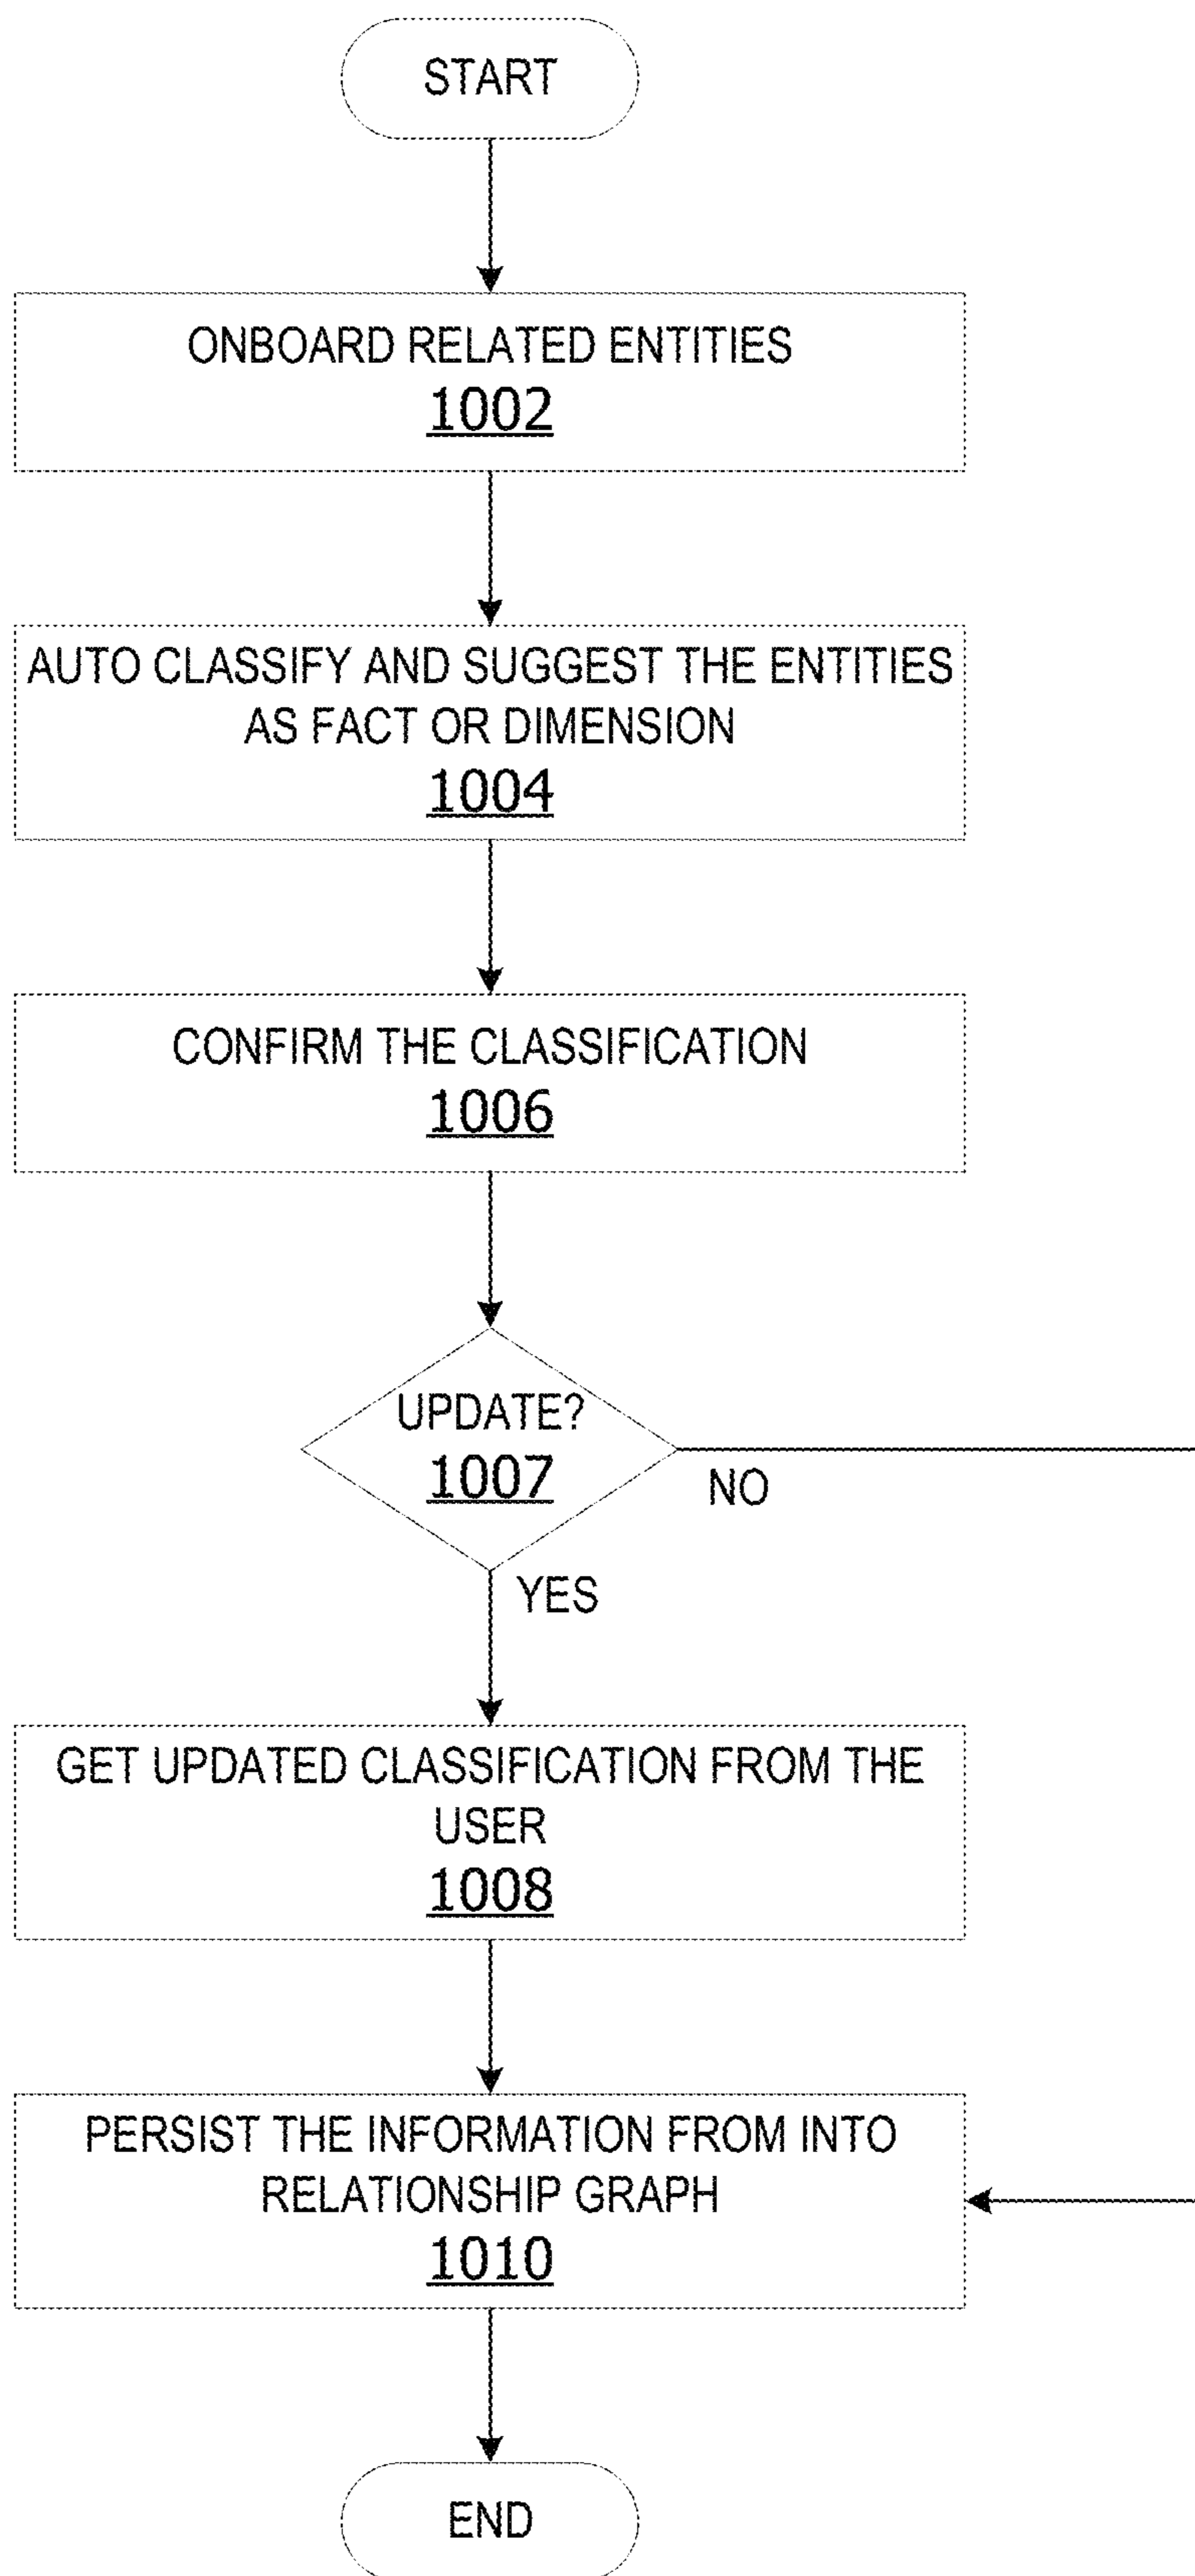 START
ONBOARD RELATED ENTITIES
1002
AUTO CLASSIFY AND SUGGEST THE ENTITIES
AS FACT OR DIMENSION
1004
CONFIRM THE CLASSIFICATION
1006
UPDATE?
1007
NO
YES
GET UPDATED CLASSIFICATION FROM THE
USER
1008
PERSIST THE INFORMATION FROM INTO
RELATIONSHIP GRAPH
1010
END